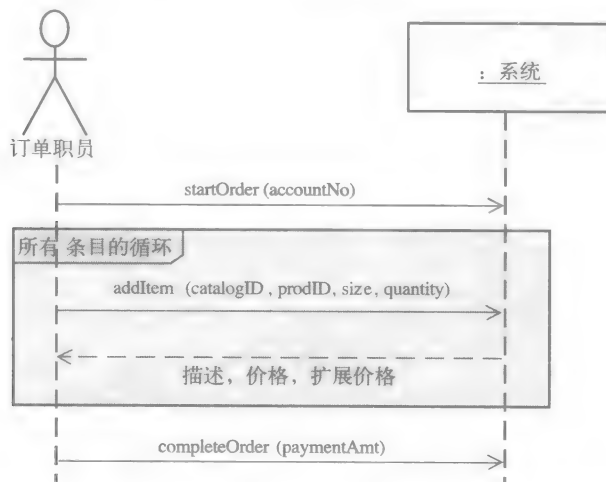 ：系统
订单职员
startOrder (accountNo)
所有 条目的循环
addItem (catalogID, prodID, size, quantity)
描述，价格，扩展价格
completeOrder (paymentAmt)